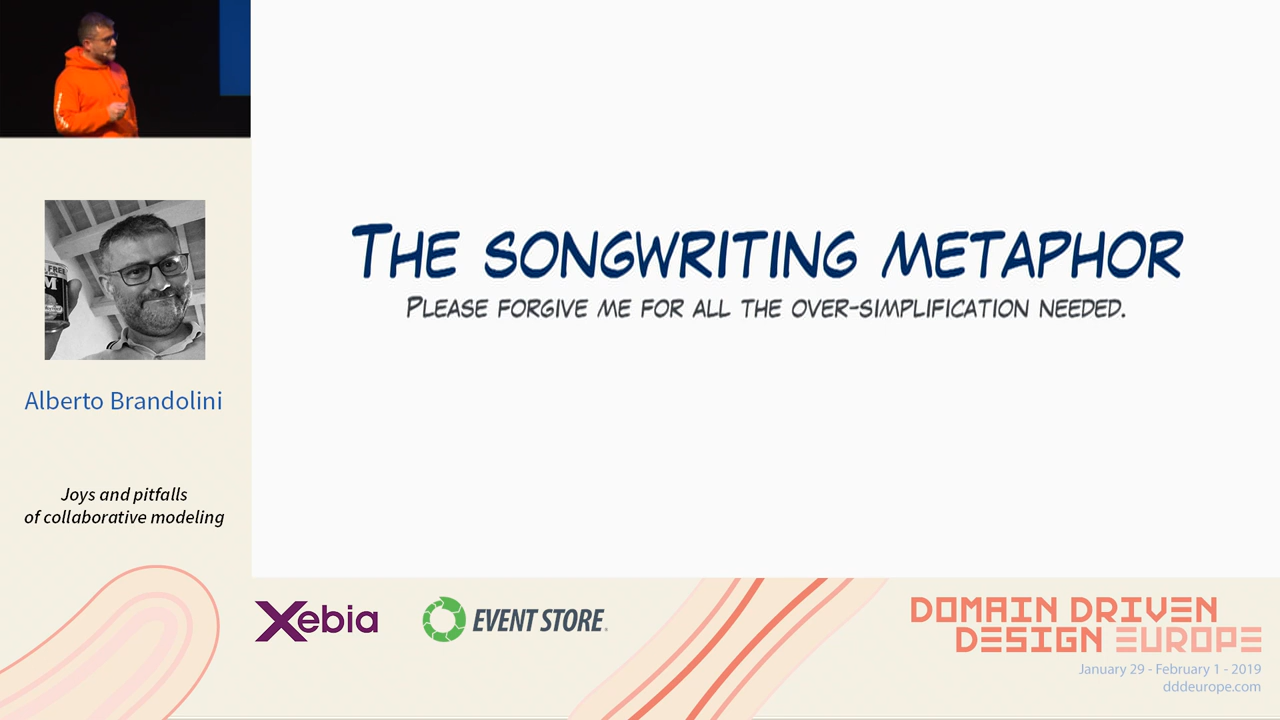 THE SONGWRITING METAPHOR
PLEASE FORGIVE ME FOR ALL THE OVER-SIMPLIFICATION NEEDED.
FREE
M
Alberto Brandolini
Joys and pitfalls
of collaborative modeling
Xebia
EVENT STORE.
DOMAIN DRIVEN
DESIGN EUROPE
January 29 - February 1 - 2019
dddeurope.com